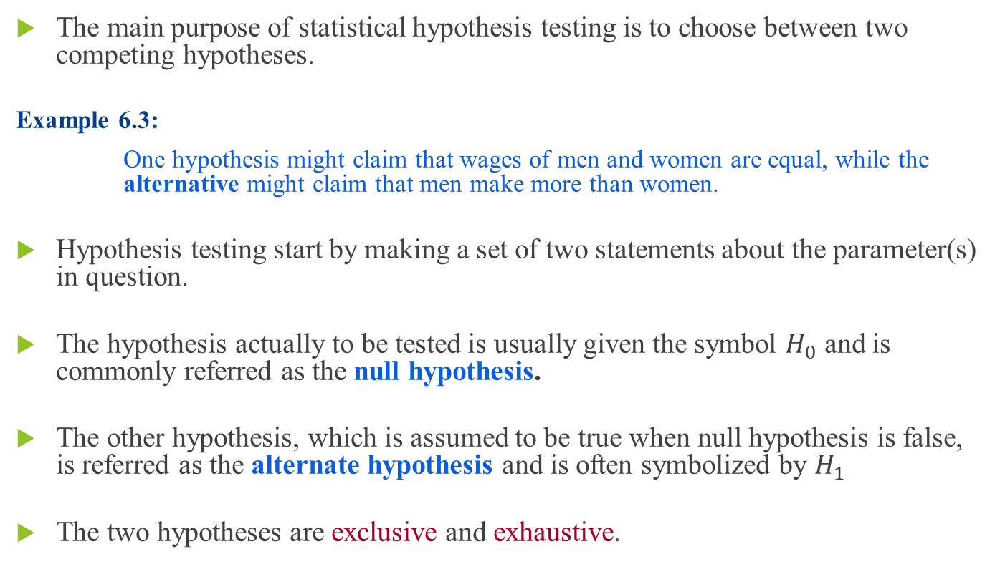 The main purpose of statistical hypothesis testing is to choose between two
competing hypotheses.
Example 6.3:
One hypothesis might claim that wages of men and women are equal, while the
alternative might claim that men make more than women.
Hypothesis testing start by making a set of two statements about the parameter(s)
in question.
The hypothesis actually to be tested is usually given the symbol H₀ and is
commonly referred as the null hypothesis.
The other hypothesis, which is assumed to be true when null hypothesis is false,
is referred as the alternate hypothesis and is often symbolized by H₁
The two hypotheses are exclusive and exhaustive.